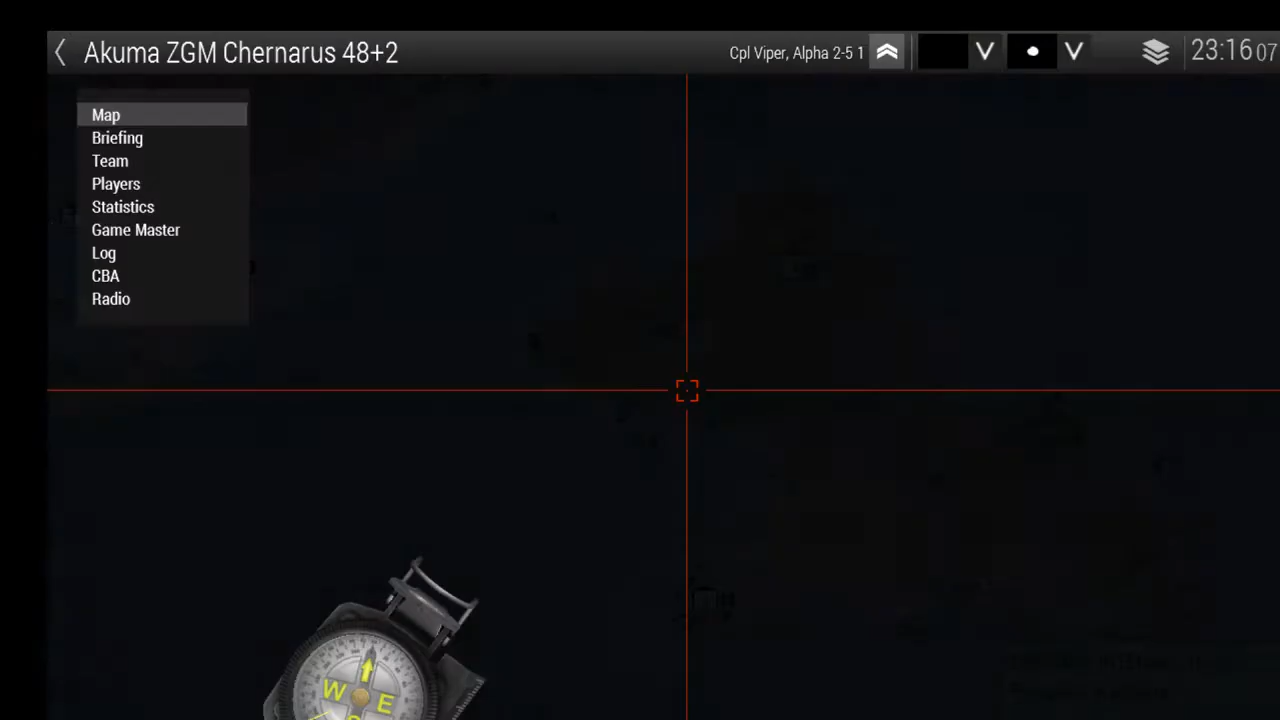 Akuma ZGM Chernarus 48+2
Cpl Viper, Alpha 2-5 1
23:16 07
Map
Briefing
Team
Players
Statistics
Game Master
Log
CBA
Radio
W E